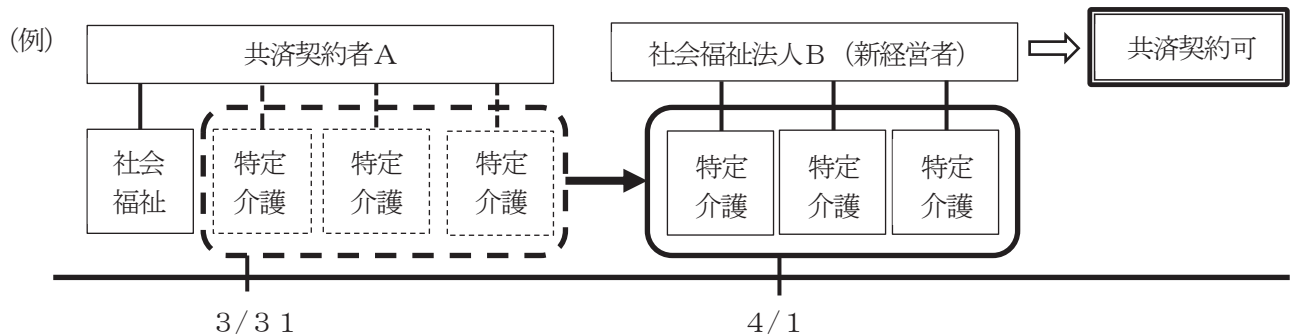 (例)
共済契約者A
社会福祉法人B（新経営者）
共済契約可
社会
福祉
特定
介護
特定
介護
特定
介護
特定
介護
特定
介護
特定
介護
3/31
4/1